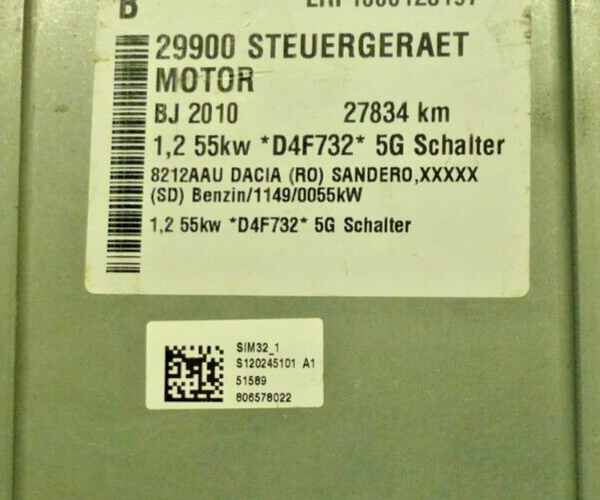 B
29900 STEUERGERAET
MOTOR
BJ 2010 27834 km
1,2 55kw *D4F732* 5G Schalter
8212AAU DACIA (RO) SANDERO,XXXXX
(SD) Benzin/1149/0055kW
1,2 55kw *D4F732* 5G Schalter
SIM32_1
S120245101 A1
51589
806578022